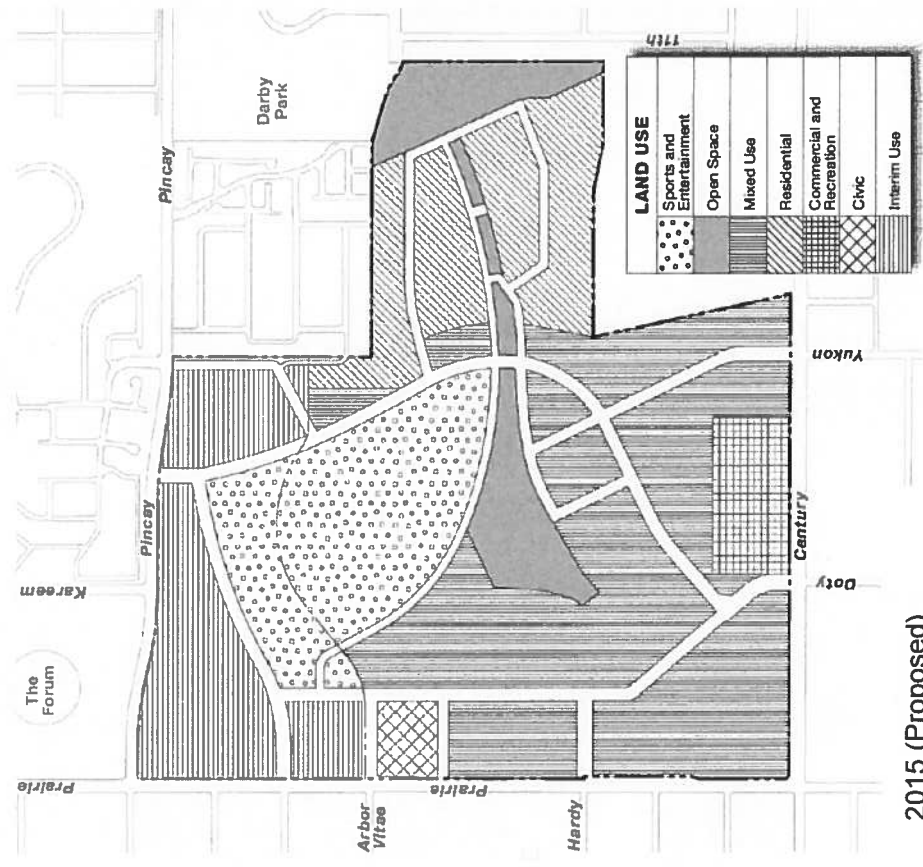 Pincay
Darby
Park
11th
Pincay
Kareem
The
Forum
Prairie
Prairie
Arbor
Vitae
Hardy
Yukon
Century
Doty
LAND USE
Sports and
Entertainment
Open Space
Mixed Use
Residential
Commercial and
Recreation
Civic
Interim Use
2015 (Proposed)